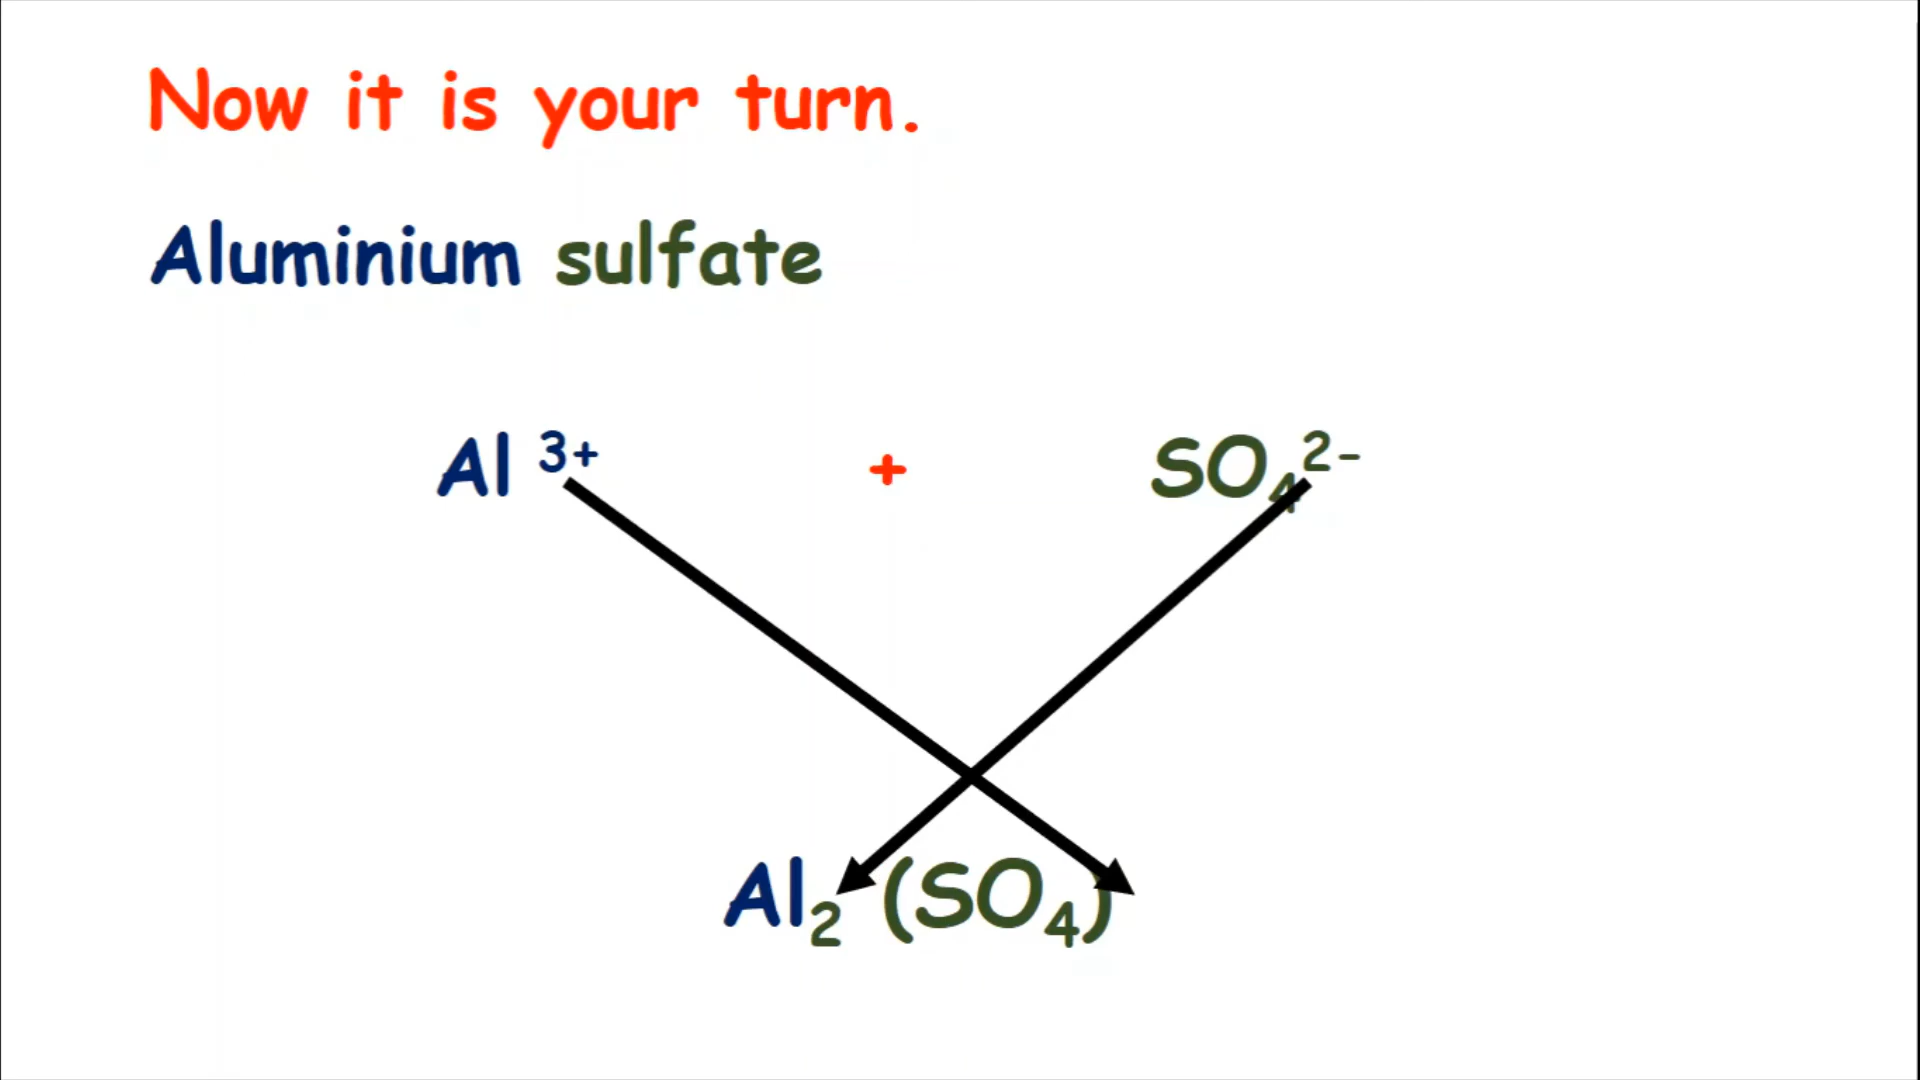 Now it is your turn.
Aluminium sulfate
Al ³⁺ + SO₄²⁻
Al₂ (SO₄)